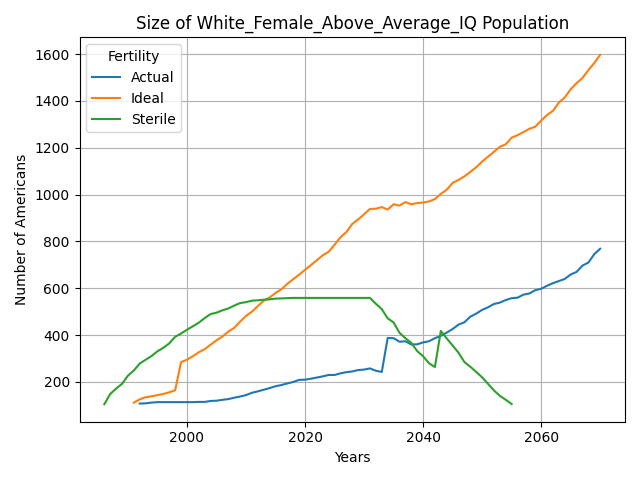 Size of White_Female_Above_Average_IQ Population
Fertility
Actual
Ideal
Sterile
Number of Americans
1600
1400
1200
1000
800
600
400
200
2000
2020
2040
2060
Years